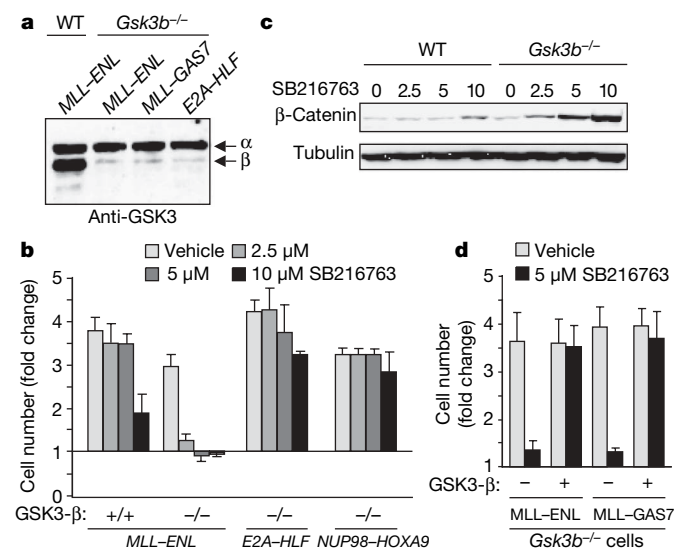 a
WT Gsk3b–/–
MLL–ENL MLL–ENL MLL–GAS7 E2A–HLF
α
β
Anti-GSK3
c
WT Gsk3b–/–
SB216763 0 2.5 5 10 0 2.5 5 10
β-Catenin
Tubulin
b
Vehicle 2.5 μM
5 μM 10 μM SB216763
Cell number (fold change)
5
4
3
2
1
0
GSK3-β: +/+ –/– –/– –/–
MLL–ENL E2A–HLF NUP98–HOXA9
d
Vehicle
5 μM SB216763
Cell number
(fold change)
5
4
3
2
1
GSK3-β: – + – +
MLL–ENL MLL–GAS7
Gsk3b–/– cells